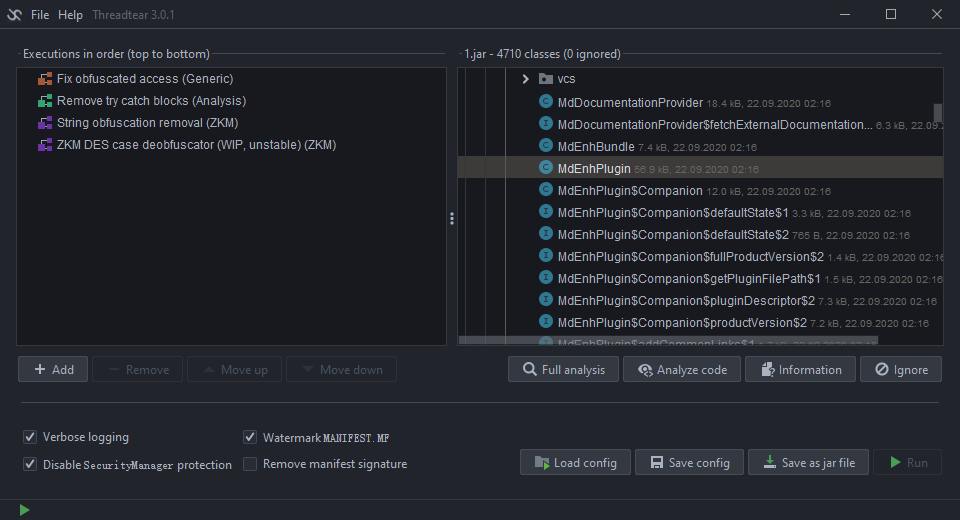 File Help Threadtear 3.0.1
Executions in order (top to bottom)
Fix obfuscated access (Generic)
Remove try catch blocks (Analysis)
String obfuscation removal (ZKM)
ZKM DES case deobfuscator (WIP, unstable) (ZKM)
1.jar - 4710 classes (0 ignored)
vcs
MdDocumentationProvider 18.4 kB, 22.09.2020 02:16
MdDocumentationProvider$fetchExternalDocumentation... 6.3 kB, 22.09.2
MdEnhBundle 7.4 kB, 22.09.2020 02:16
MdEnhPlugin 56.9 kB, 22.09.2020 02:16
MdEnhPlugin$Companion 12.0 kB, 22.09.2020 02:16
MdEnhPlugin$Companion$defaultState$1 3.3 kB, 22.09.2020 02:16
MdEnhPlugin$Companion$defaultState$2 765 B, 22.09.2020 02:16
MdEnhPlugin$Companion$fullProductVersion$2 1.4 kB, 22.09.2020 02:16
MdEnhPlugin$Companion$getPluginFilePath$1 1.5 kB, 22.09.2020 02:16
MdEnhPlugin$Companion$pluginDescriptor$2 7.3 kB, 22.09.2020 02:16
MdEnhPlugin$Companion$productVersion$2 7.2 kB, 22.09.2020 02:16
MdEnhPlugin$addCommonLinks$1
Add Remove Move up Move down
Full analysis Analyze code Information Ignore
Verbose logging
Watermark MANIFEST.MF
Disable SecurityManager protection
Remove manifest signature
Load config Save config Save as jar file Run